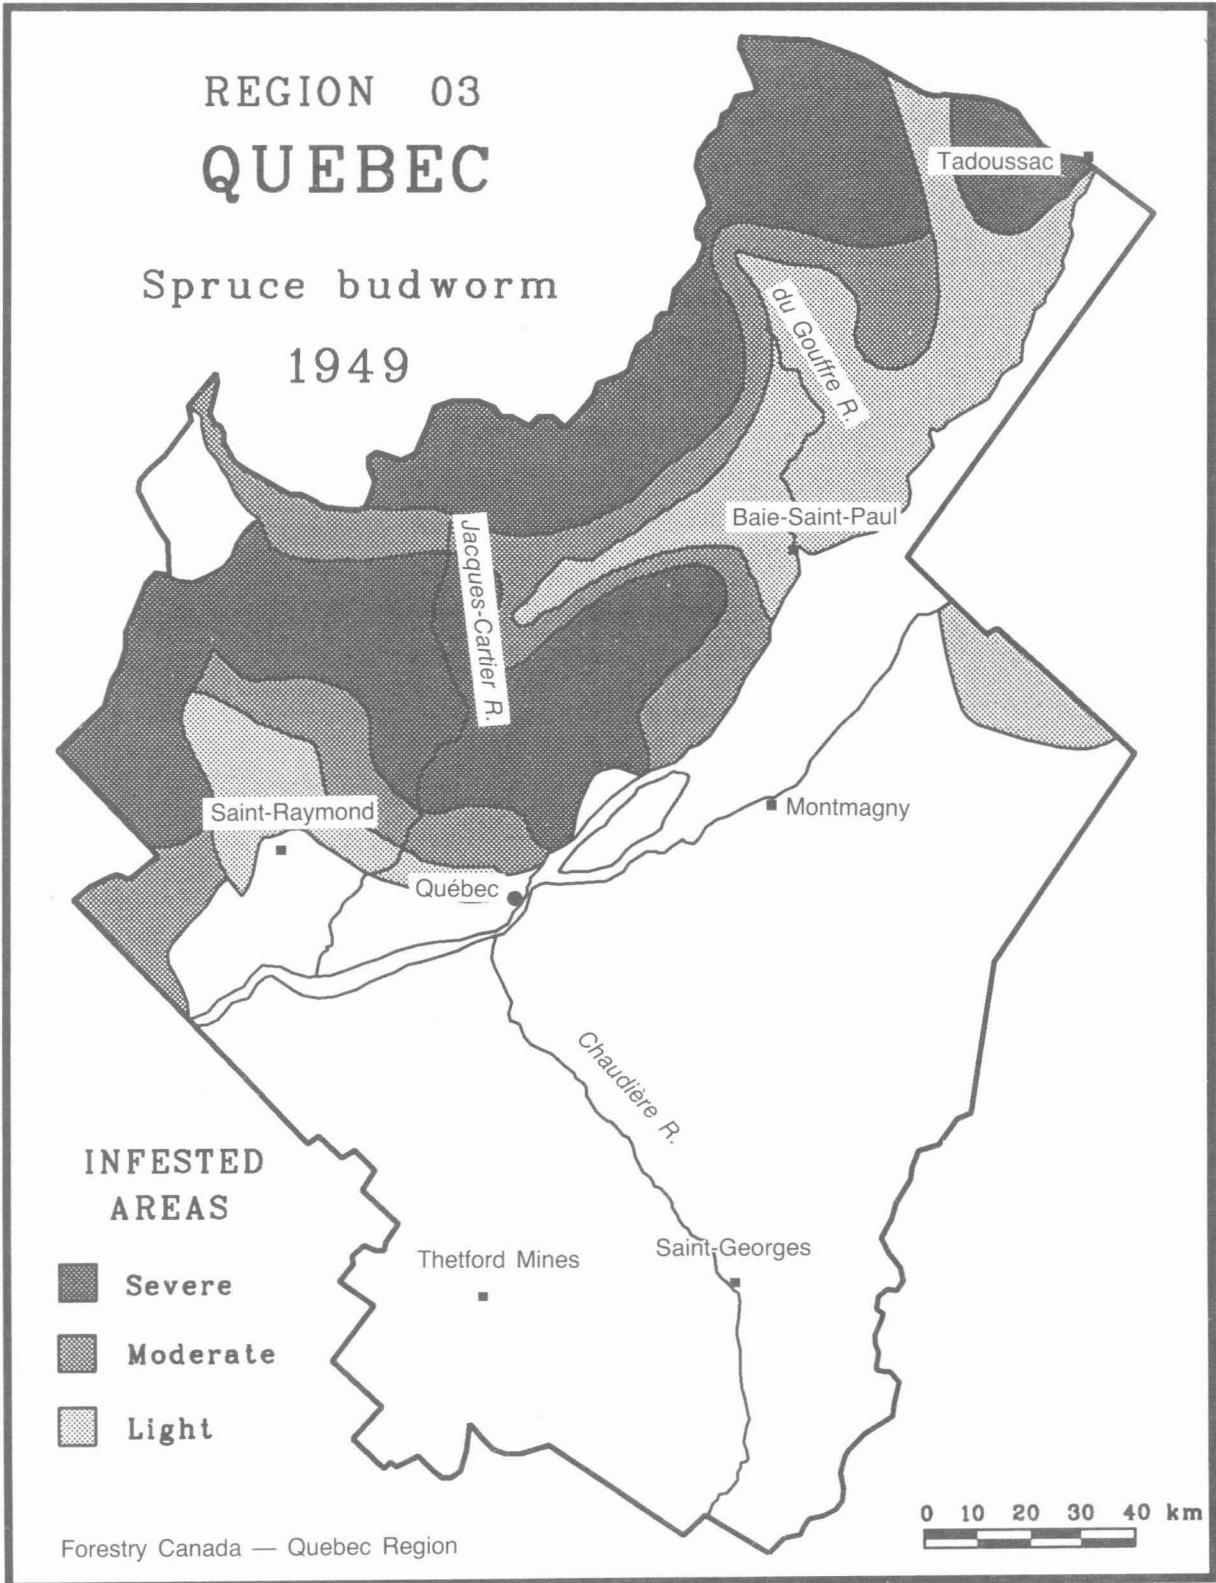 REGION 03
QUEBEC
Spruce budworm
1949
Tadoussac
du Gouffre R.
Baie-Saint-Paul
Jacques-Cartier R.
Saint-Raymond
Montmagny
Québec
Chaudière R.
INFESTED
AREAS
Severe
Moderate
Light
Thetford Mines
Saint-Georges
0 10 20 30 40 km
Forestry Canada — Quebec Region